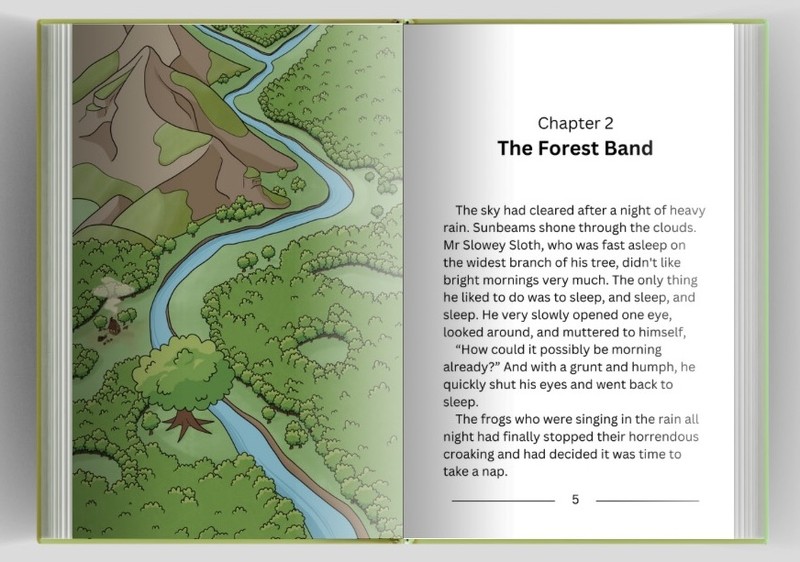 Chapter 2
The Forest Band
The sky had cleared after a night of heavy
rain. Sunbeams shone through the clouds.
Mr Slowey Sloth, who was fast asleep on
the widest branch of his tree, didn't like
bright mornings very much. The only thing
he liked to do was to sleep, and sleep, and
sleep. He very slowly opened one eye,
looked around, and muttered to himself,
“How could it possibly be morning
already?” And with a grunt and humph, he
quickly shut his eyes and went back to
sleep.
The frogs who were singing in the rain all
night had finally stopped their horrendous
croaking and had decided it was time to
take a nap.
5